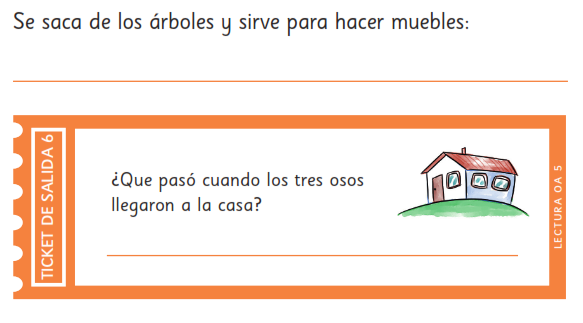 Se saca de los árboles y sirve para hacer muebles:
TICKET DE SALIDA 6
¿Que pasó cuando los tres osos
llegaron a la casa?
LECTURA OA 5